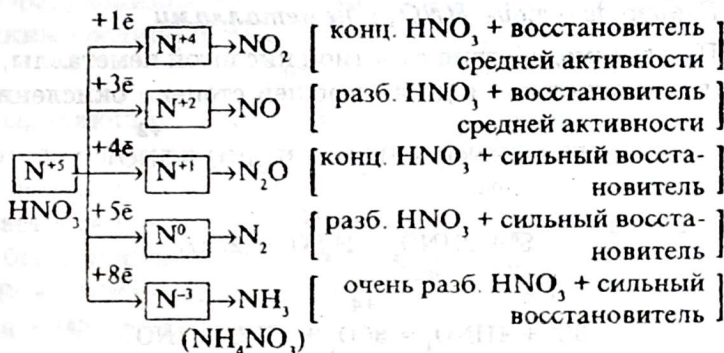 +1ē N⁺⁴ → NO₂ [ конц. HNO₃ + восстановитель
средней активности ]
+3ē N⁺² → NO [ разб. HNO₃ + восстановитель
средней активности ]
+4ē N⁺¹ → N₂O [ конц. HNO₃ + сильный восста-
новитель ]
N⁺⁵
HNO₃
+5ē N⁰ → N₂ [ разб. HNO₃ + сильный восста-
новитель ]
+8ē N⁻³ → NH₃ [ очень разб. HNO₃ + сильный
восстановитель ]
(NH₄NO₃)